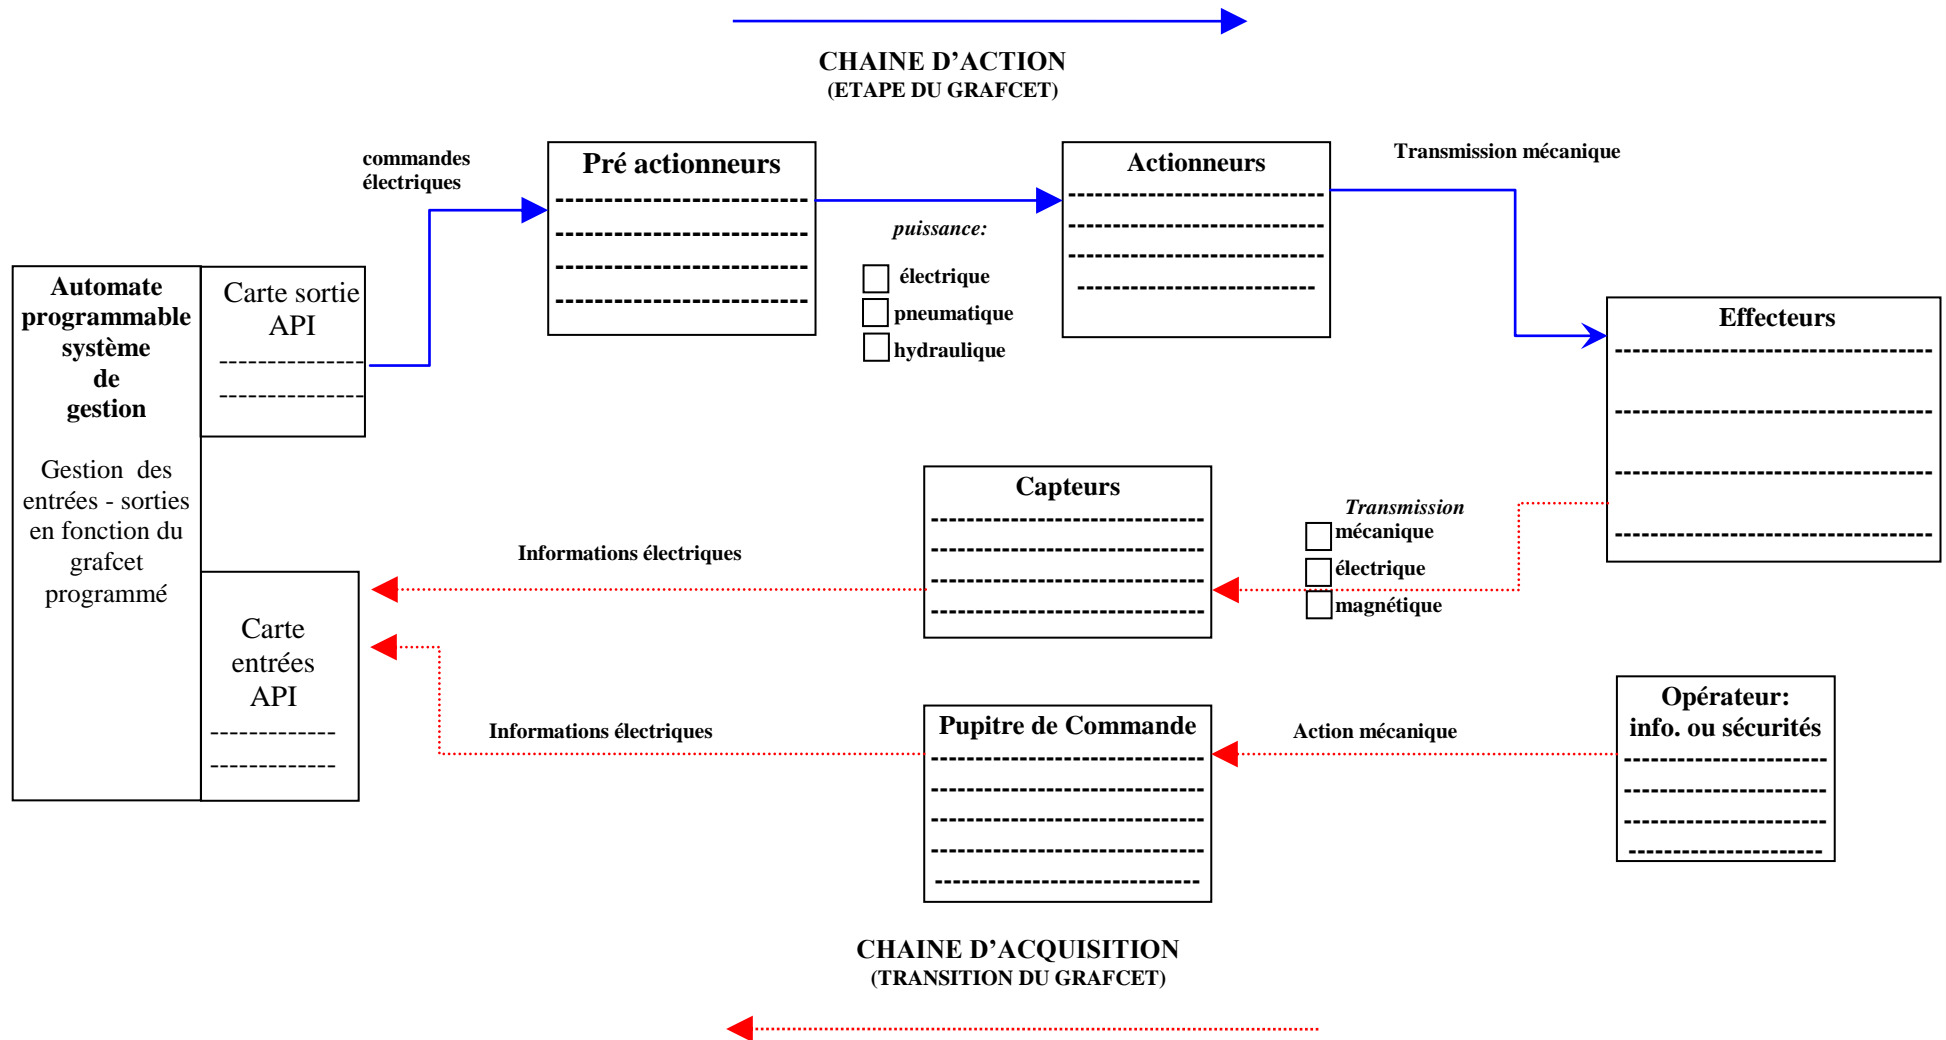 CHAINE D'ACTION
(ETAPE DU GRAFCET)
commandes
électriques
Pré actionneurs
puissance:
électrique
pneumatique
hydraulique
Actionneurs
Transmission mécanique
Effecteurs
Automate
programmable
système
de
gestion
Gestion des
entrées - sorties
en fonction du
grafcet
programmé
Carte sortie
API
Capteurs
Transmission
mécanique
électrique
magnétique
Informations électriques
Carte
entrées
API
Informations électriques
Pupitre de Commande
Action mécanique
Opérateur:
info. ou sécurités
CHAINE D'ACQUISITION
(TRANSITION DU GRAFCET)